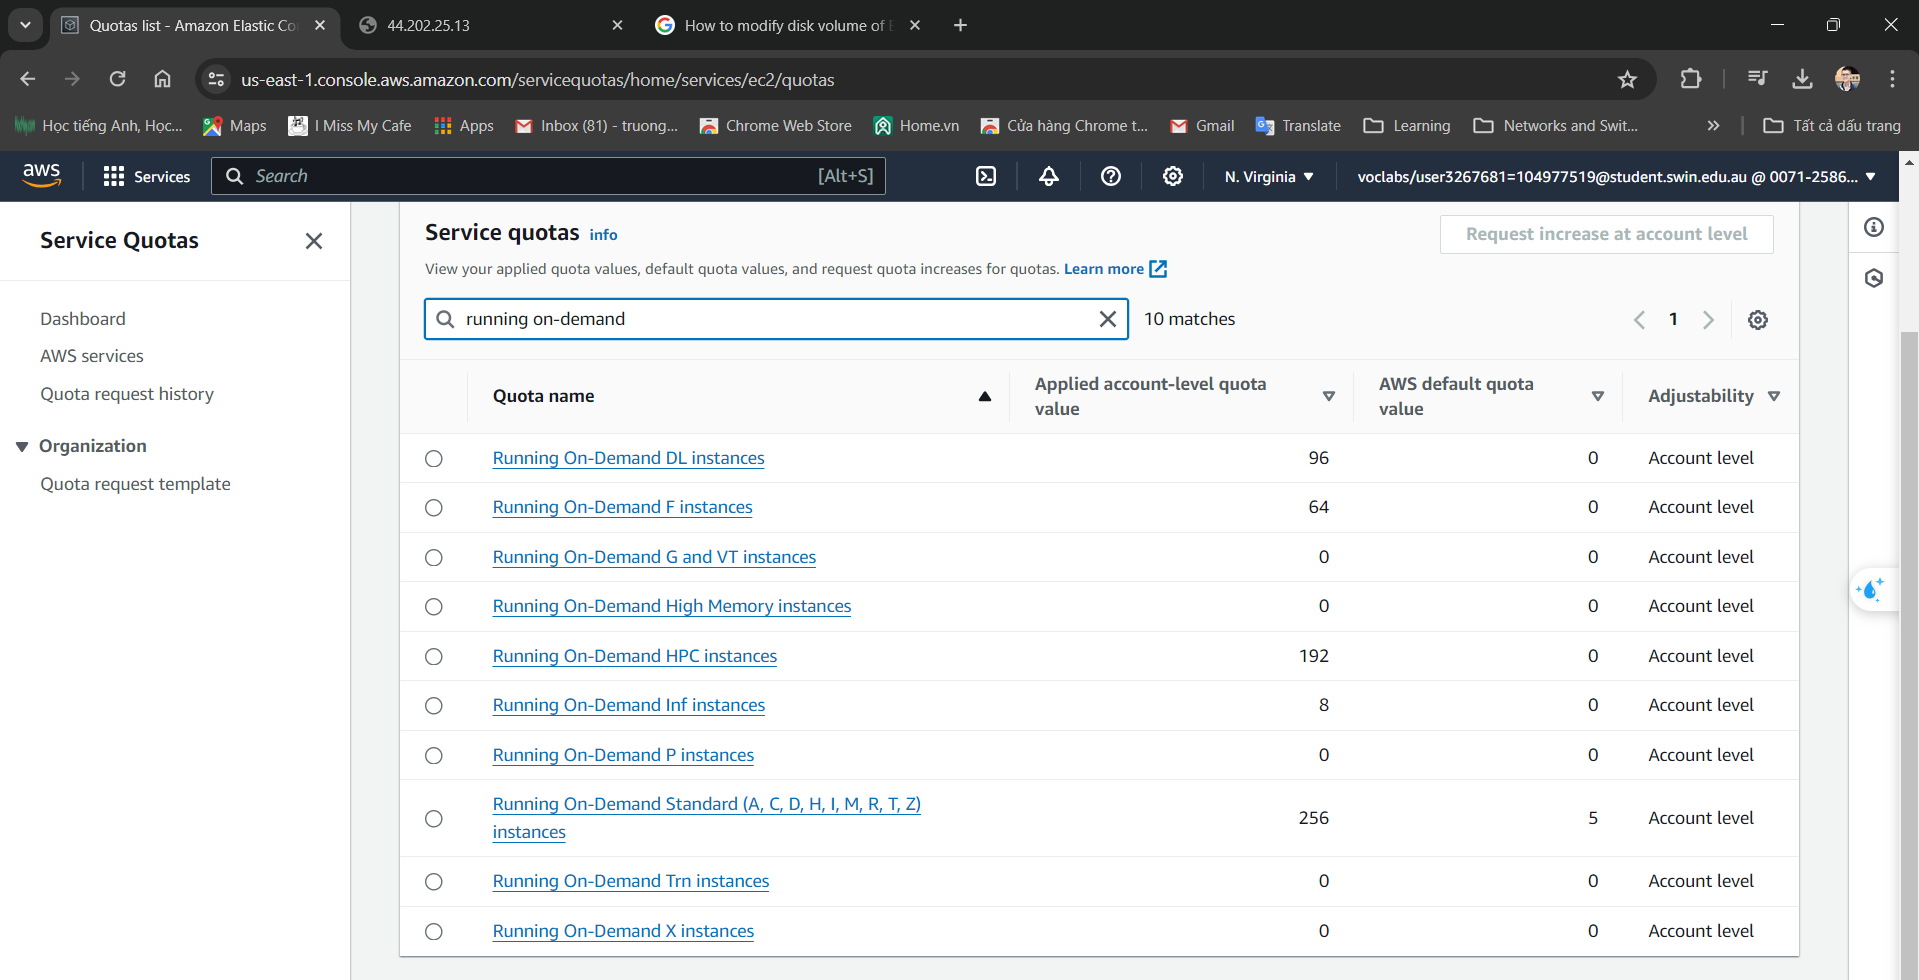 Quotas list - Amazon Elastic Co
44.202.25.13
How to modify disk volume of E
us-east-1.console.aws.amazon.com/servicequotas/home/services/ec2/quotas
Học tiếng Anh, Học...
Maps
I Miss My Cafe
Apps
Inbox (81) - truong...
Chrome Web Store
Home.vn
Cửa hàng Chrome t...
Gmail
Translate
Learning
Networks and Swit...
Tất cả dấu trang
aws
Services
Search
[Alt+S]
N. Virginia
voclabs/user3267681=104977519@student.swin.edu.au @ 0071-2586...
Service Quotas
Dashboard
AWS services
Quota request history
Organization
Quota request template
Service quotas info
Request increase at account level
View your applied quota values, default quota values, and request quota increases for quotas. Learn more
running on-demand
10 matches
1
Quota name
Applied account-level quota
value
AWS default quota
value
Adjustability
Running On-Demand DL instances 96 0 Account level
Running On-Demand F instances 64 0 Account level
Running On-Demand G and VT instances 0 0 Account level
Running On-Demand High Memory instances 0 0 Account level
Running On-Demand HPC instances 192 0 Account level
Running On-Demand Inf instances 8 0 Account level
Running On-Demand P instances 0 0 Account level
Running On-Demand Standard (A, C, D, H, I, M, R, T, Z)
instances 256 5 Account level
Running On-Demand Trn instances 0 0 Account level
Running On-Demand X instances 0 0 Account level